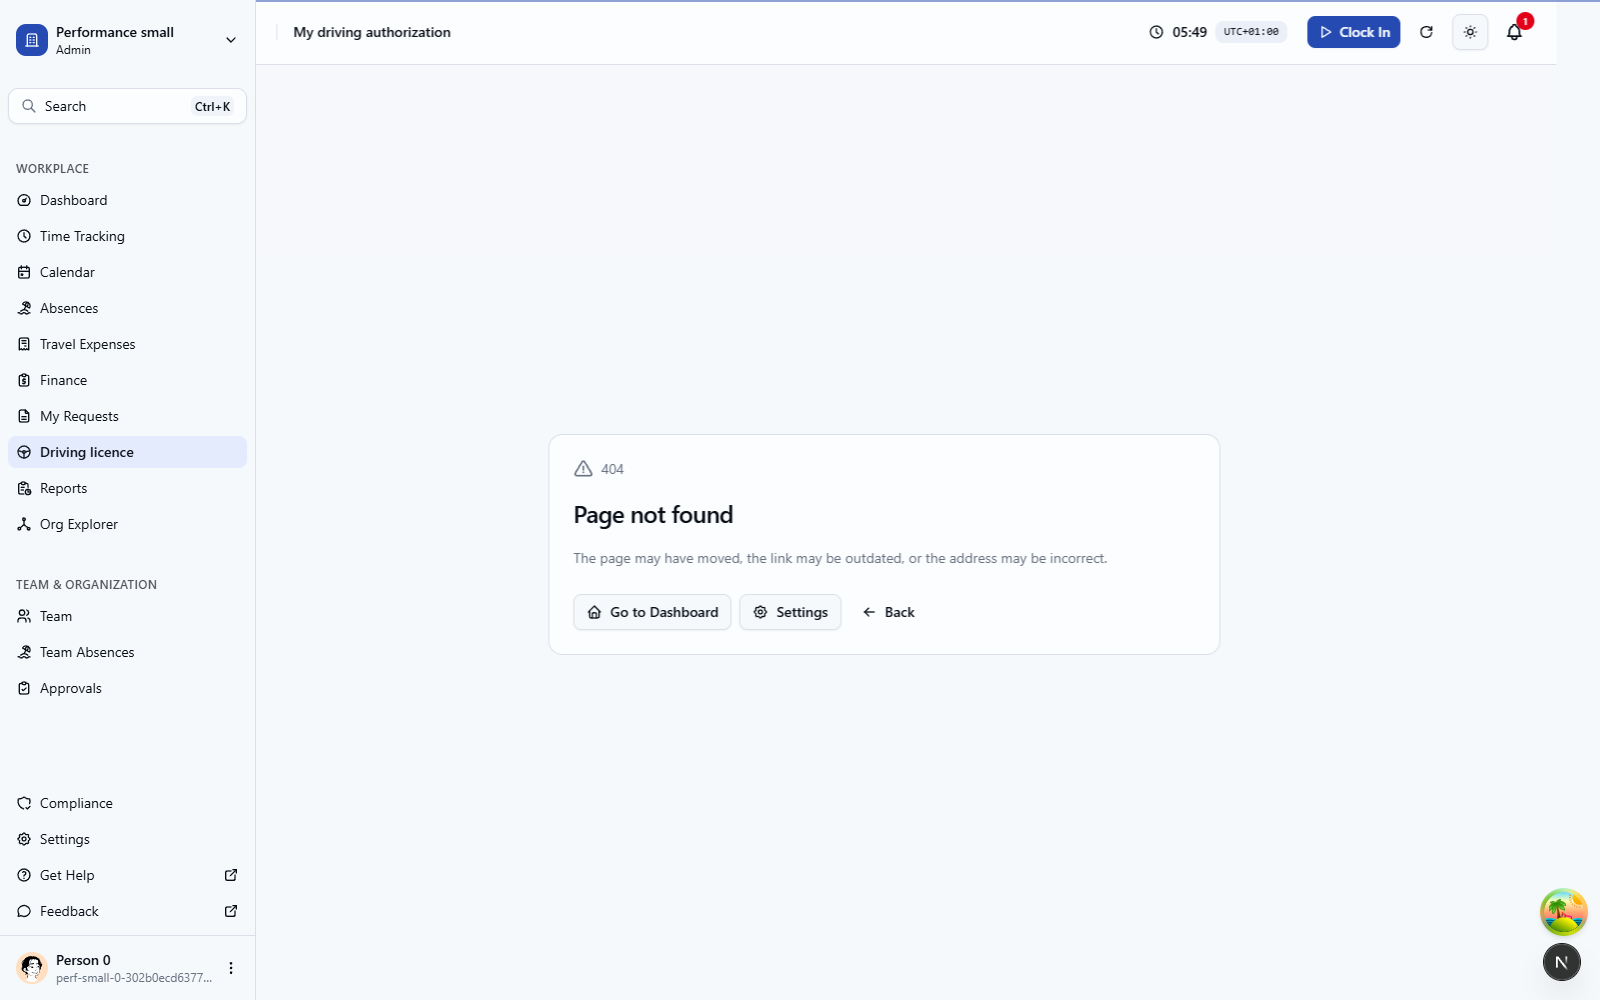 Performance small
Admin
My driving authorization
05:49
UTC+01:00
Clock In
1
Search
Ctrl+K
WORKPLACE
Dashboard
Time Tracking
Calendar
Absences
Travel Expenses
Finance
My Requests
Driving licence
Reports
Org Explorer
TEAM & ORGANIZATION
Team
Team Absences
Approvals
Compliance
Settings
Get Help
Feedback
Person 0
perf-small-0-302b0ecd6377...
404
Page not found
The page may have moved, the link may be outdated, or the address may be incorrect.
Go to Dashboard
Settings
Back
N